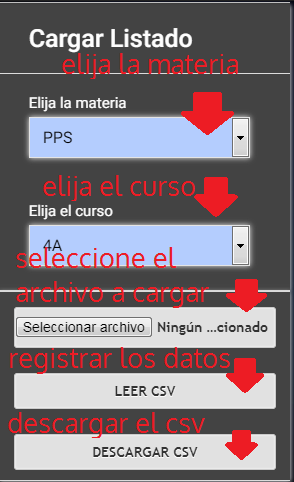 Cargar Listado
elija la materia
Elija la materia
PPS
elija el curso
Elija el curso
4A
seleccione el
archivo a cargar
Seleccionar archivo Ningún ...cionado
registrar los datos
LEER CSV
descargar el csv
DESCARGAR CSV